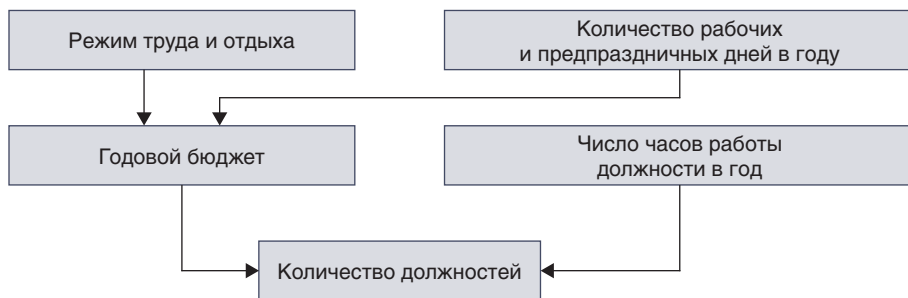 Режим труда и отдыха
Количество рабочих
и предпраздничных дней в году
Годовой бюджет
Число часов работы
должности в год
Количество должностей